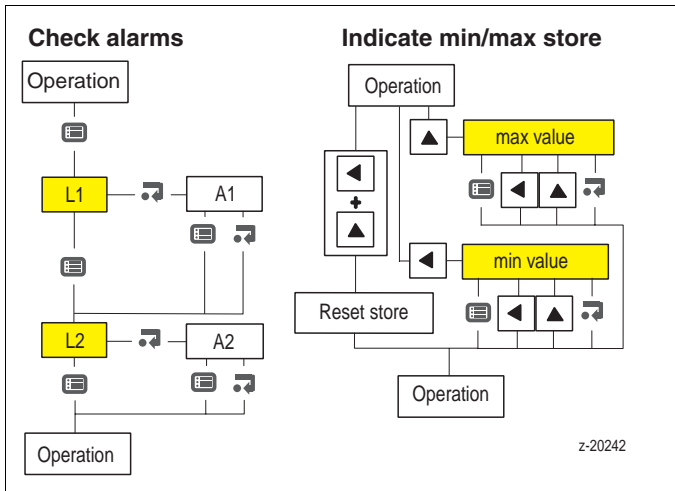 Check alarms
Operation
L1
A1
L2
A2
Operation
Indicate min/max store
Operation
max value
+
min value
Reset store
Operation
z-20242